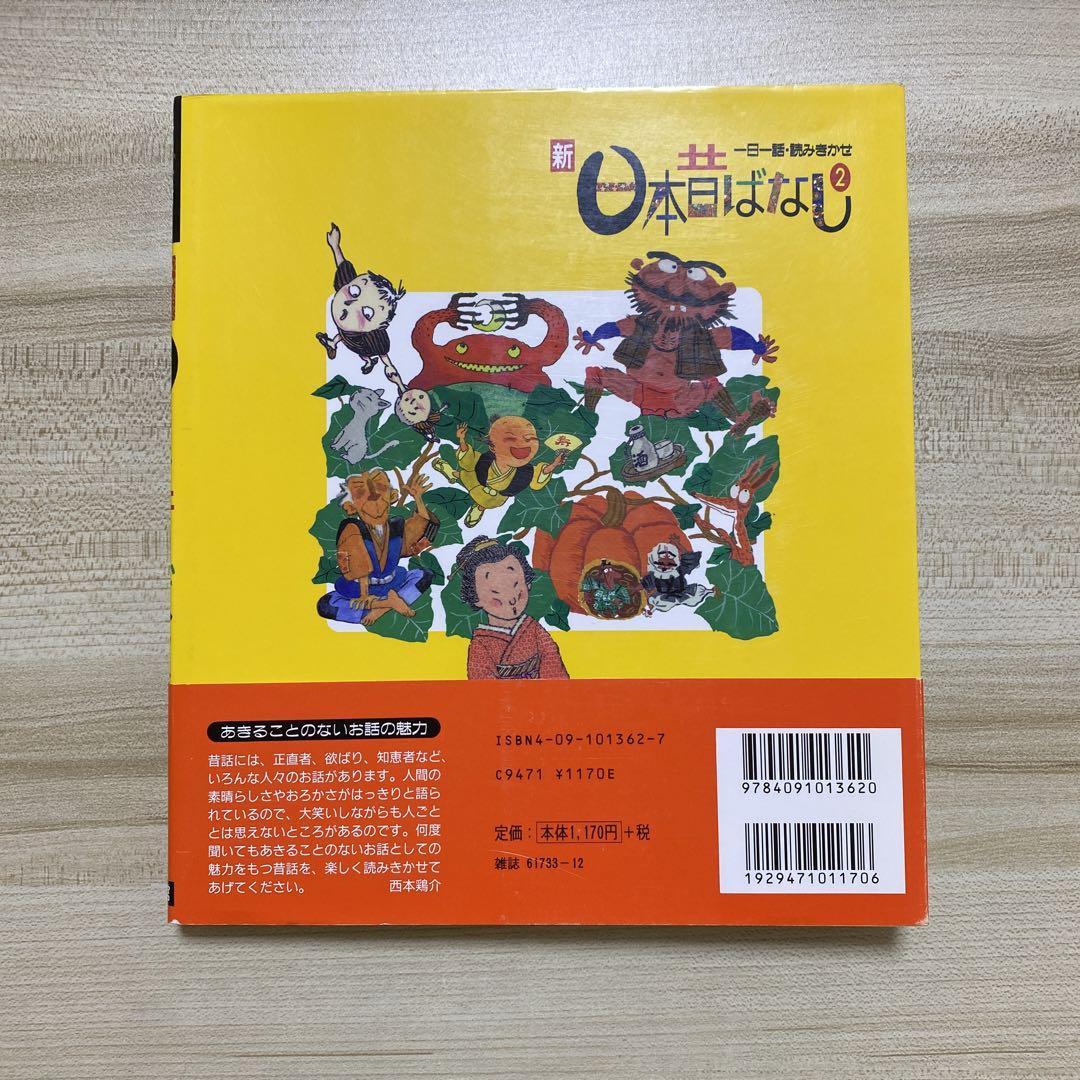 一日一話・読みきかせ
新 日本昔ばなし 2
寿
酒
あきることのないお話の魅力
昔話には、正直者、欲ばり、知恵者など、
いろんな人々のお話があります。人間の
素晴らしさやおろかさがはっきりと語ら
れているので、大笑いしながらも人ごと
とは思えないところがあるのです。何度
聞いてもあきることのないお話としての
魅力をもつ昔話を、楽しく読みきかせて
あげてください。 西本鶏介
ISBN4-09-101362-7
C9471 ¥1170E
定価:本体1,170円+税
雑誌 61733-12
9784091013620
1929471011706